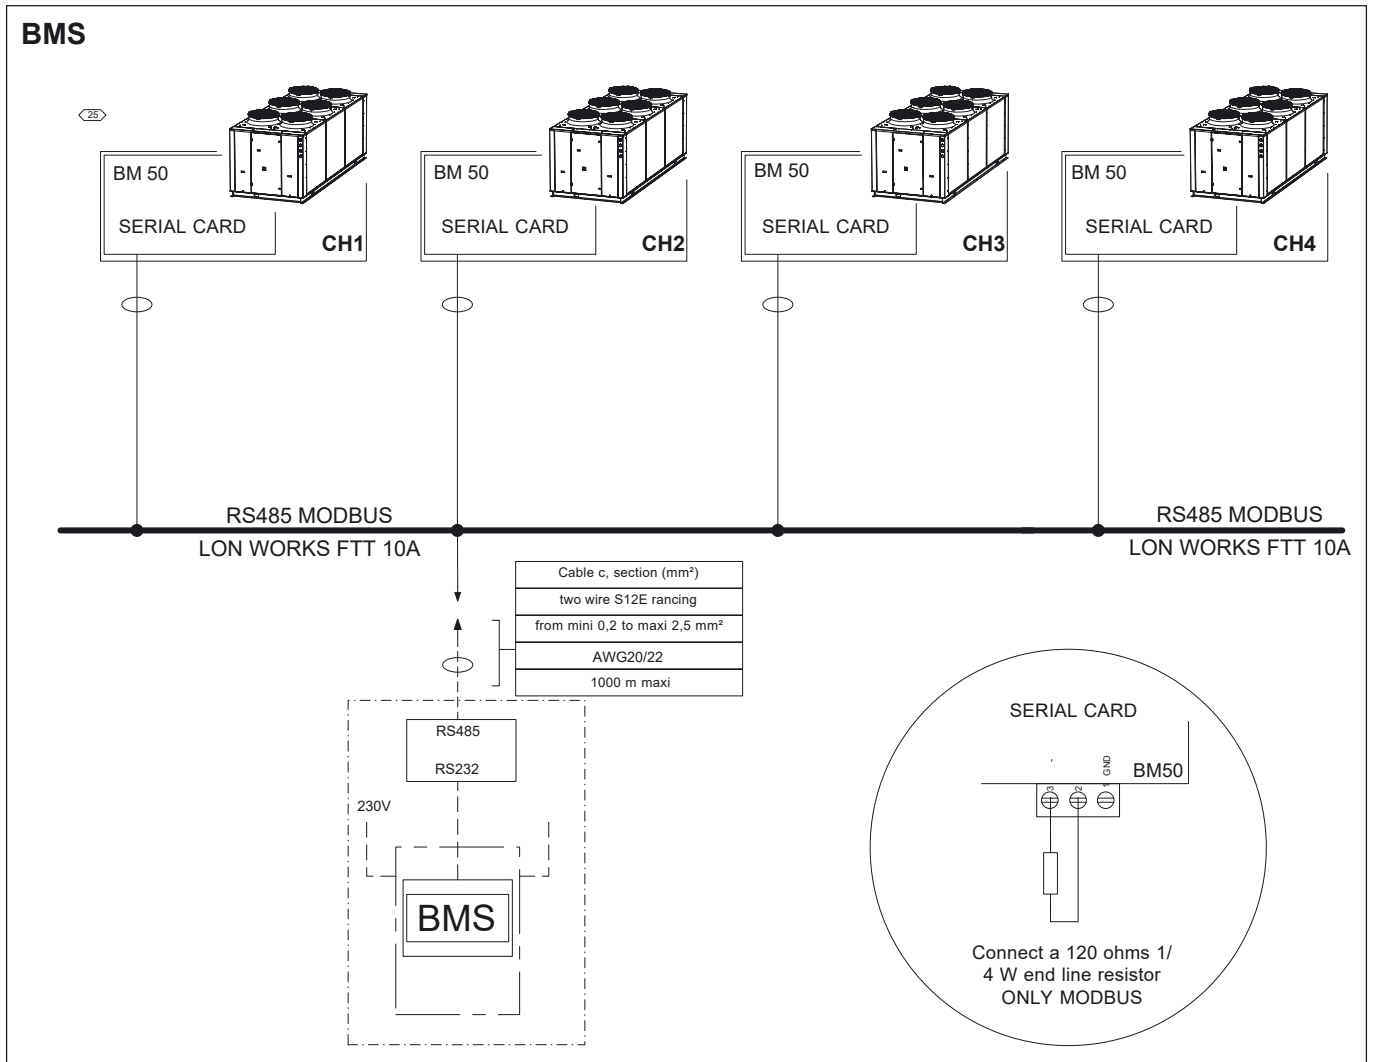 BMS
25
BM 50
SERIAL CARD
CH1
BM 50
SERIAL CARD
CH2
BM 50
SERIAL CARD
CH3
BM 50
SERIAL CARD
CH4
RS485 MODBUS
LON WORKS FTT 10A
RS485 MODBUS
LON WORKS FTT 10A
Cable c, section (mm²)
two wire S12E rancing
from mini 0,2 to maxi 2,5 mm²
AWG20/22
1000 m maxi
RS485
RS232
230V
BMS
SERIAL CARD
- GND
BM50
3 2 1
Connect a 120 ohms 1/
4 W end line resistor
ONLY MODBUS